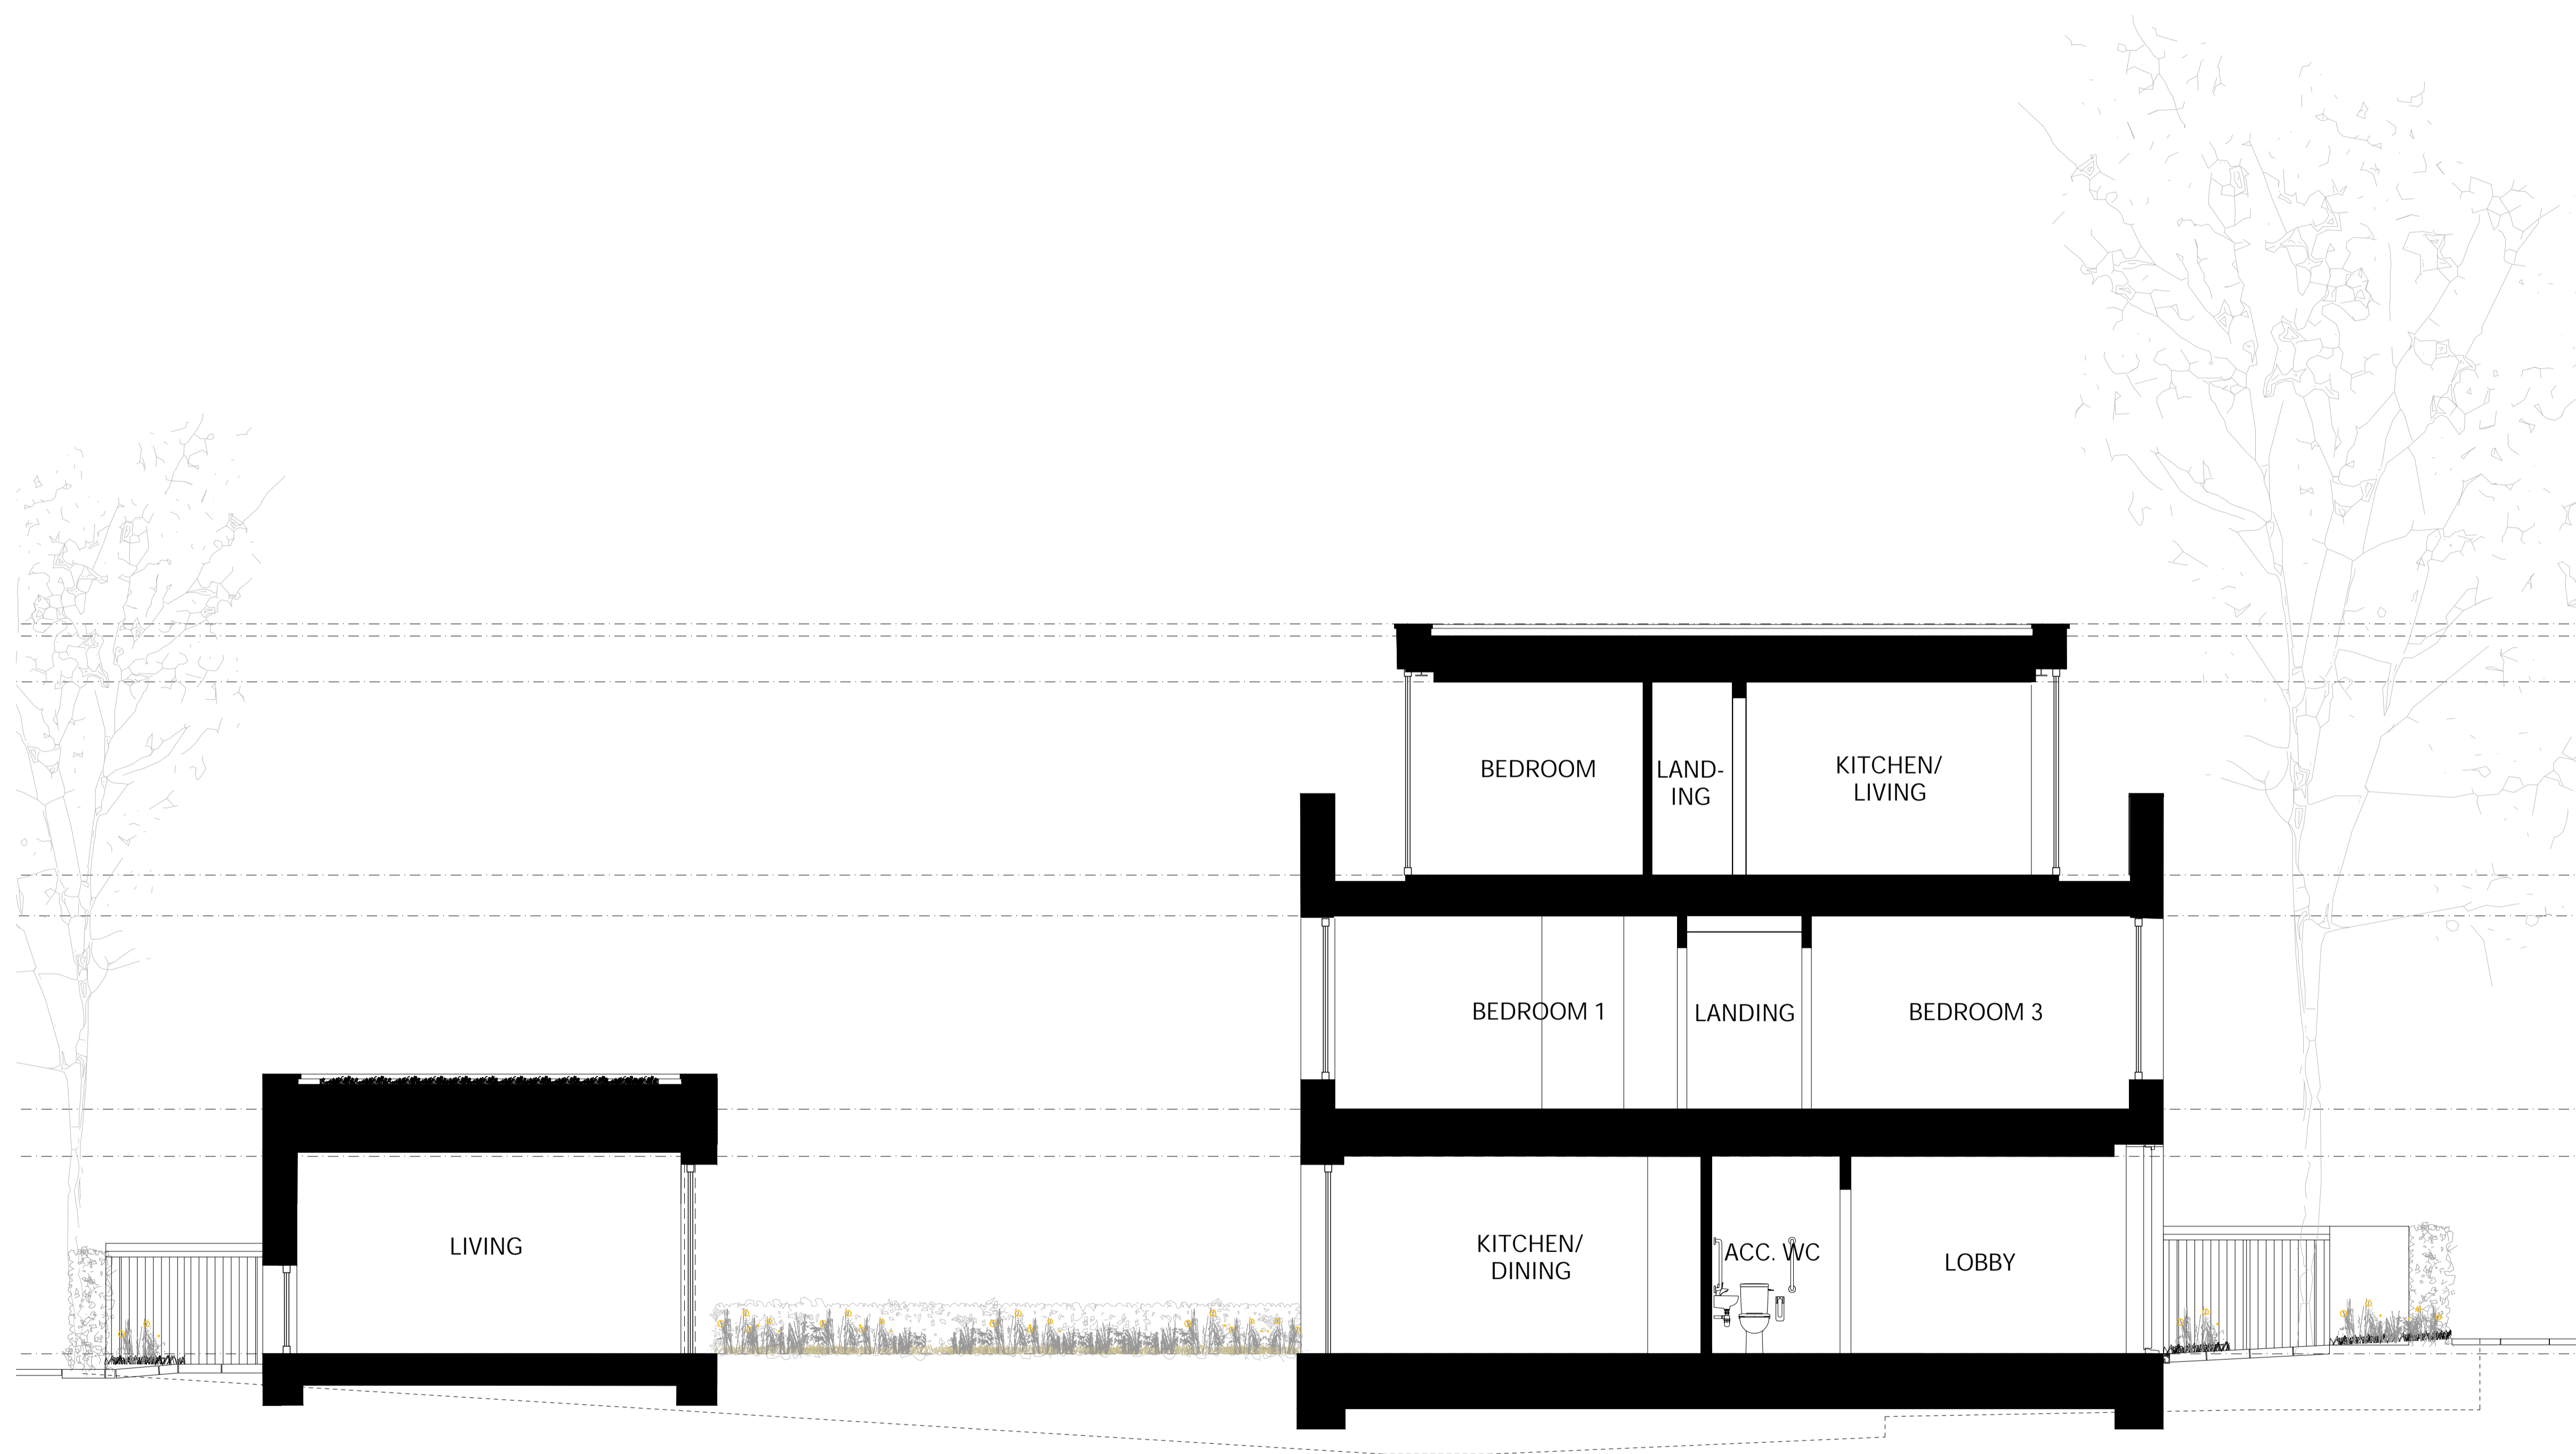 BEDROOM
LAND-
ING
KITCHEN/
LIVING
BEDROOM 1
LANDING
BEDROOM 3
LIVING
KITCHEN/
DINING
ACC. WC
LOBBY